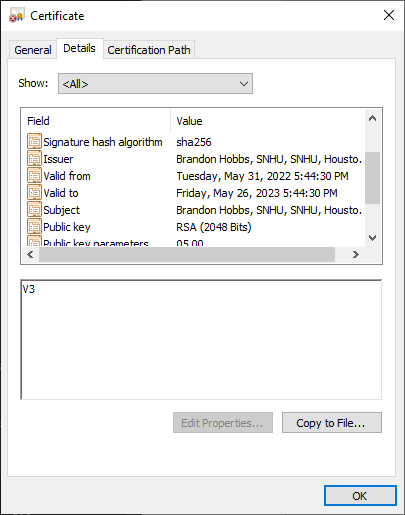 Certificate
General Details Certification Path
Show: <All>
Field Value
Signature hash algorithm sha256
Issuer Brandon Hobbs, SNHU, SNHU, Housto...
Valid from Tuesday, May 31, 2022 5:44:30 PM
Valid to Friday, May 26, 2023 5:44:30 PM
Subject Brandon Hobbs, SNHU, SNHU, Housto...
Public key RSA (2048 Bits)
Public key parameters 05 00
V3
Edit Properties... Copy to File...
OK